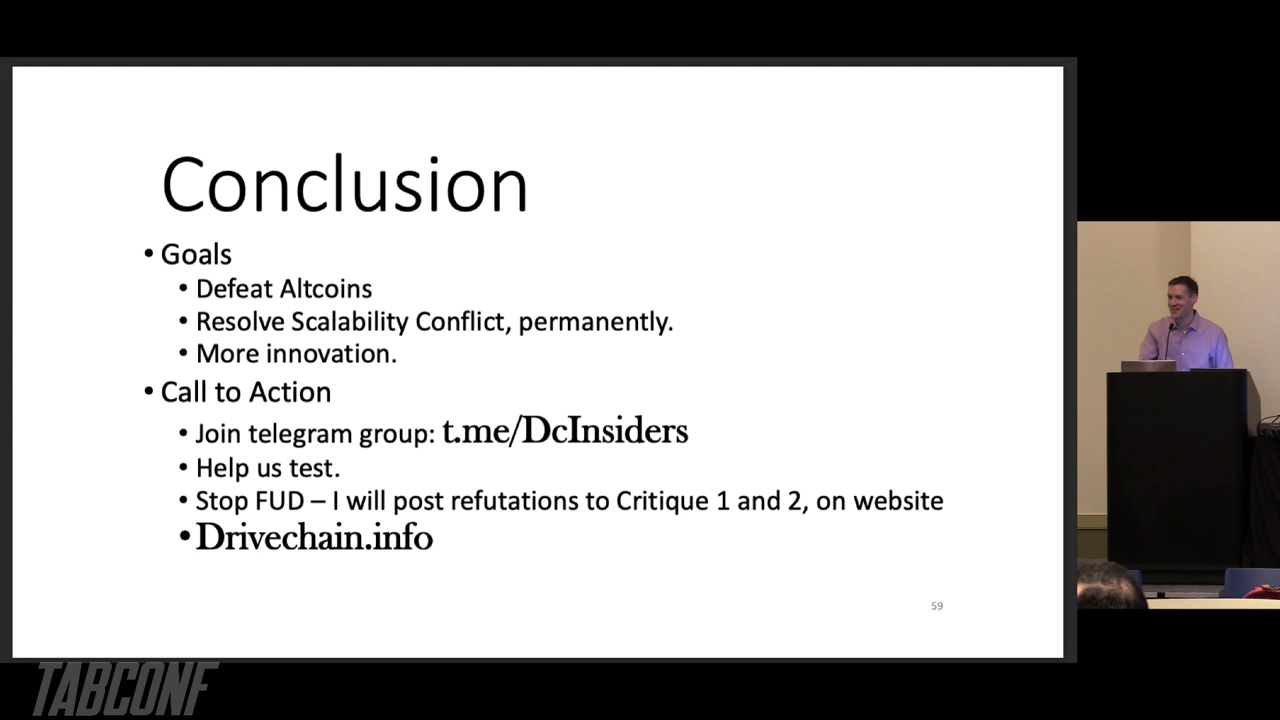 Conclusion
• Goals
• Defeat Altcoins
• Resolve Scalability Conflict, permanently.
• More innovation.
• Call to Action
• Join telegram group: t.me/DcInsiders
• Help us test.
• Stop FUD – I will post refutations to Critique 1 and 2, on website
• Drivechain.info
59
TABCONF